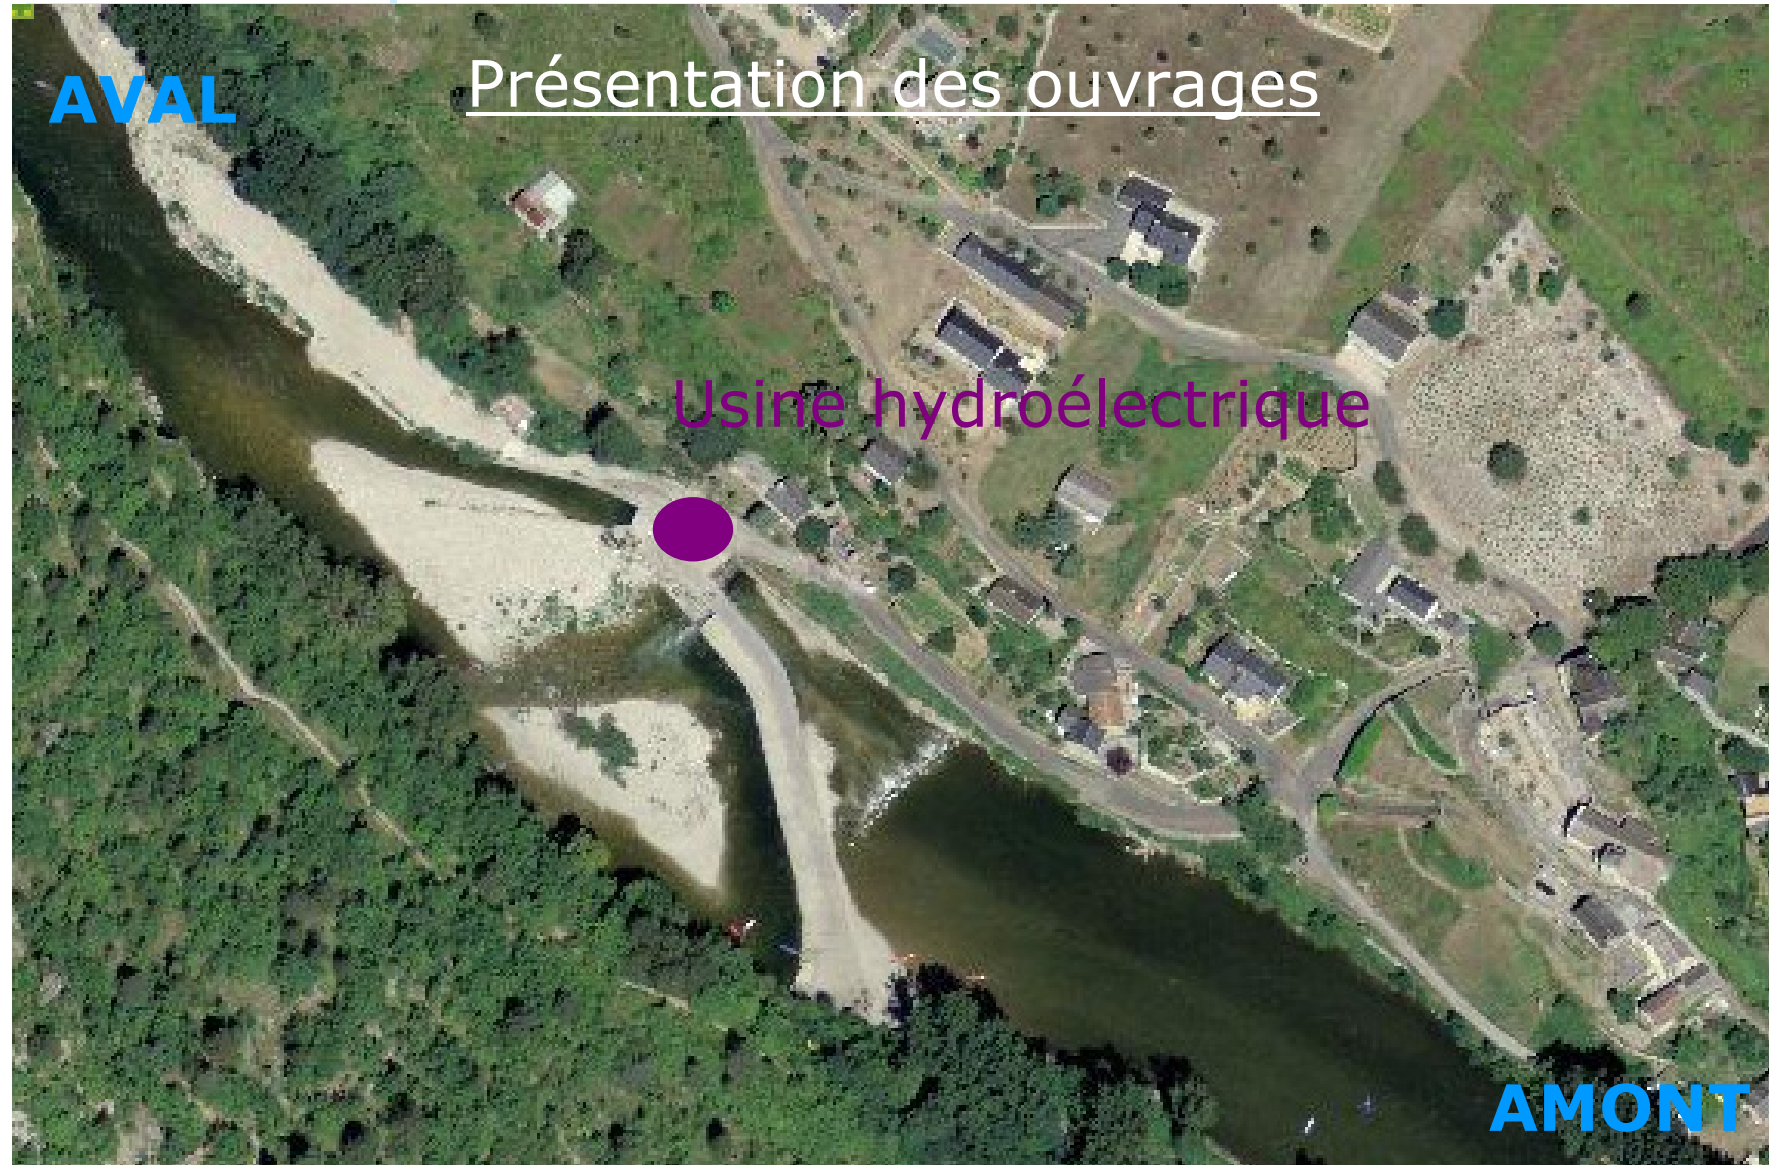 Présentation des ouvrages
AVAL
Usine hydroélectrique
AMONT